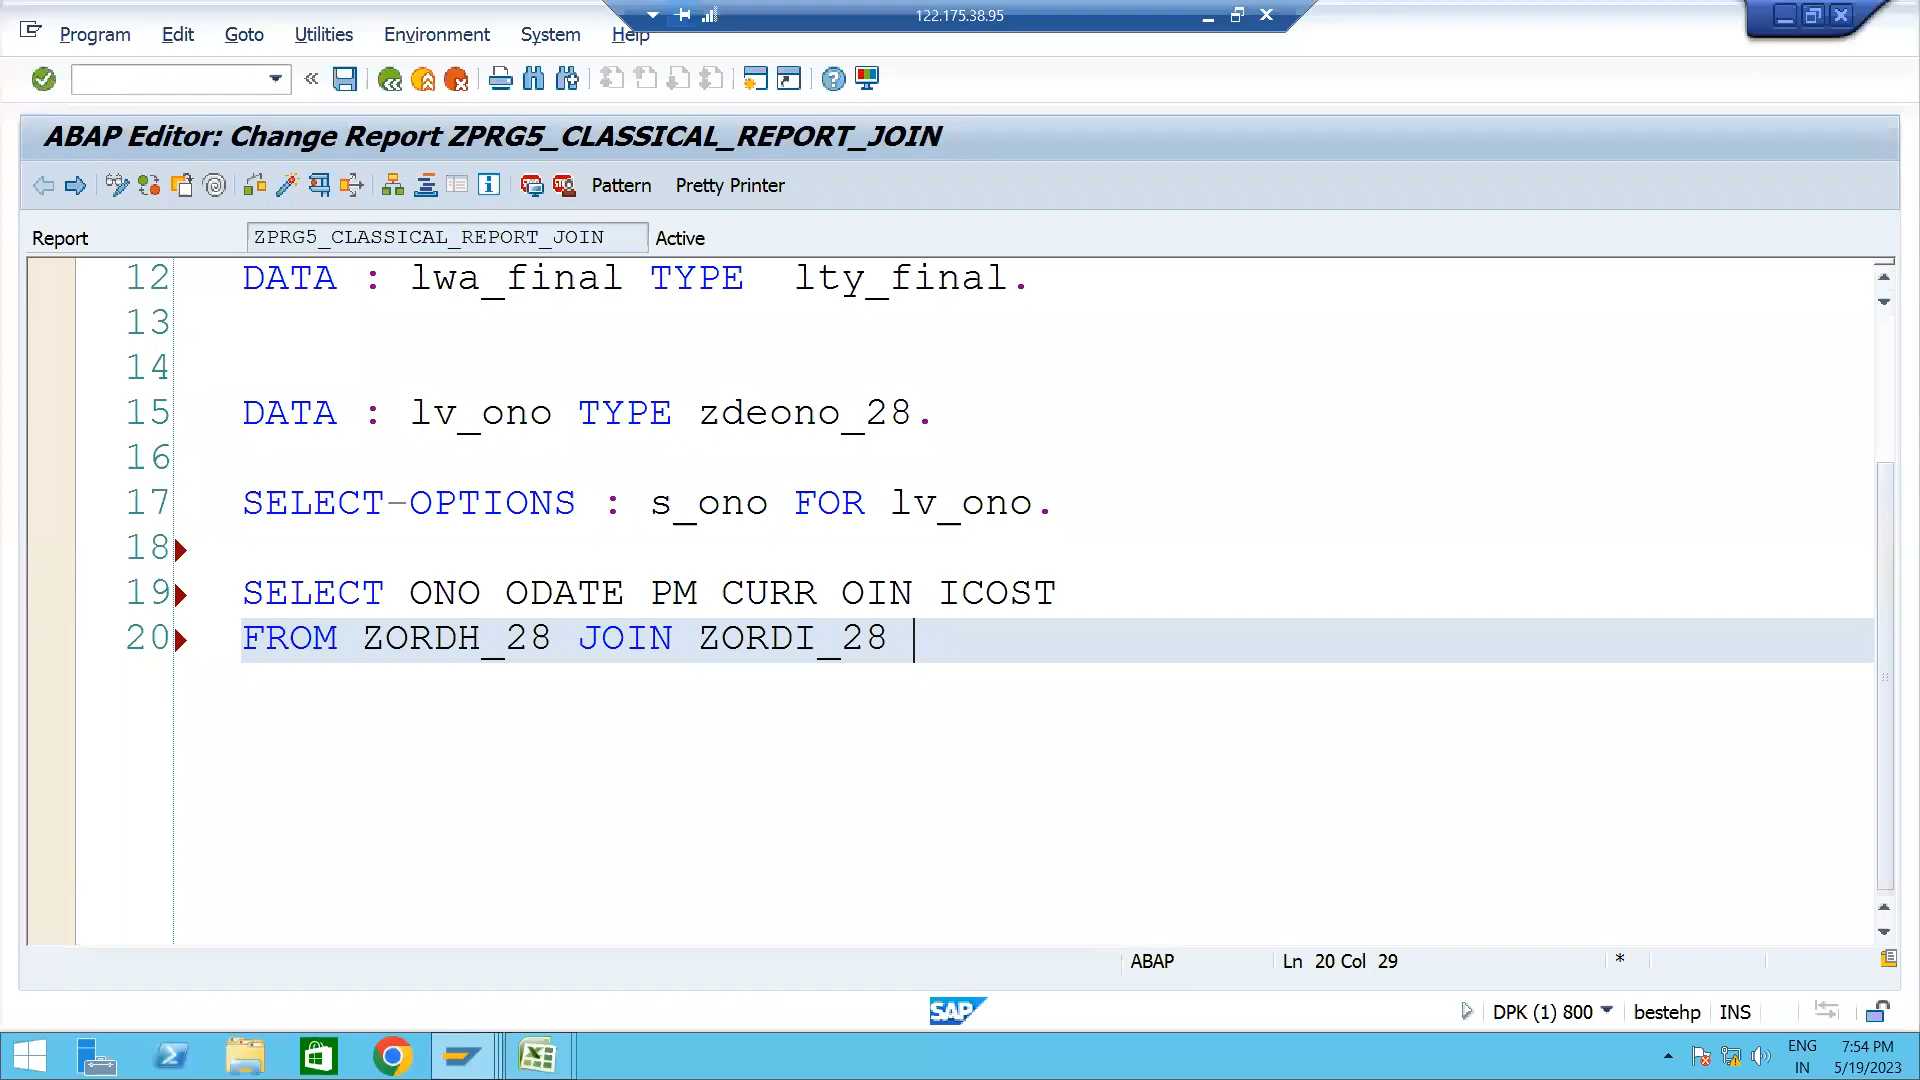 122.175.38.95
Program Edit Goto Utilities Environment System Help
ABAP Editor: Change Report ZPRG5_CLASSICAL_REPORT_JOIN
Pattern Pretty Printer
Report ZPRG5_CLASSICAL_REPORT_JOIN Active
12 DATA : lwa_final TYPE lty_final.
13
14
15 DATA : lv_ono TYPE zdeono_28.
16
17 SELECT-OPTIONS : s_ono FOR lv_ono.
18
19 SELECT ONO ODATE PM CURR OIN ICOST
20 FROM ZORDH_28 JOIN ZORDI_28
ABAP Ln 20 Col 29 *
SAP
DPK (1) 800 bestehp INS
ENG 7:54 PM
IN 5/19/2023